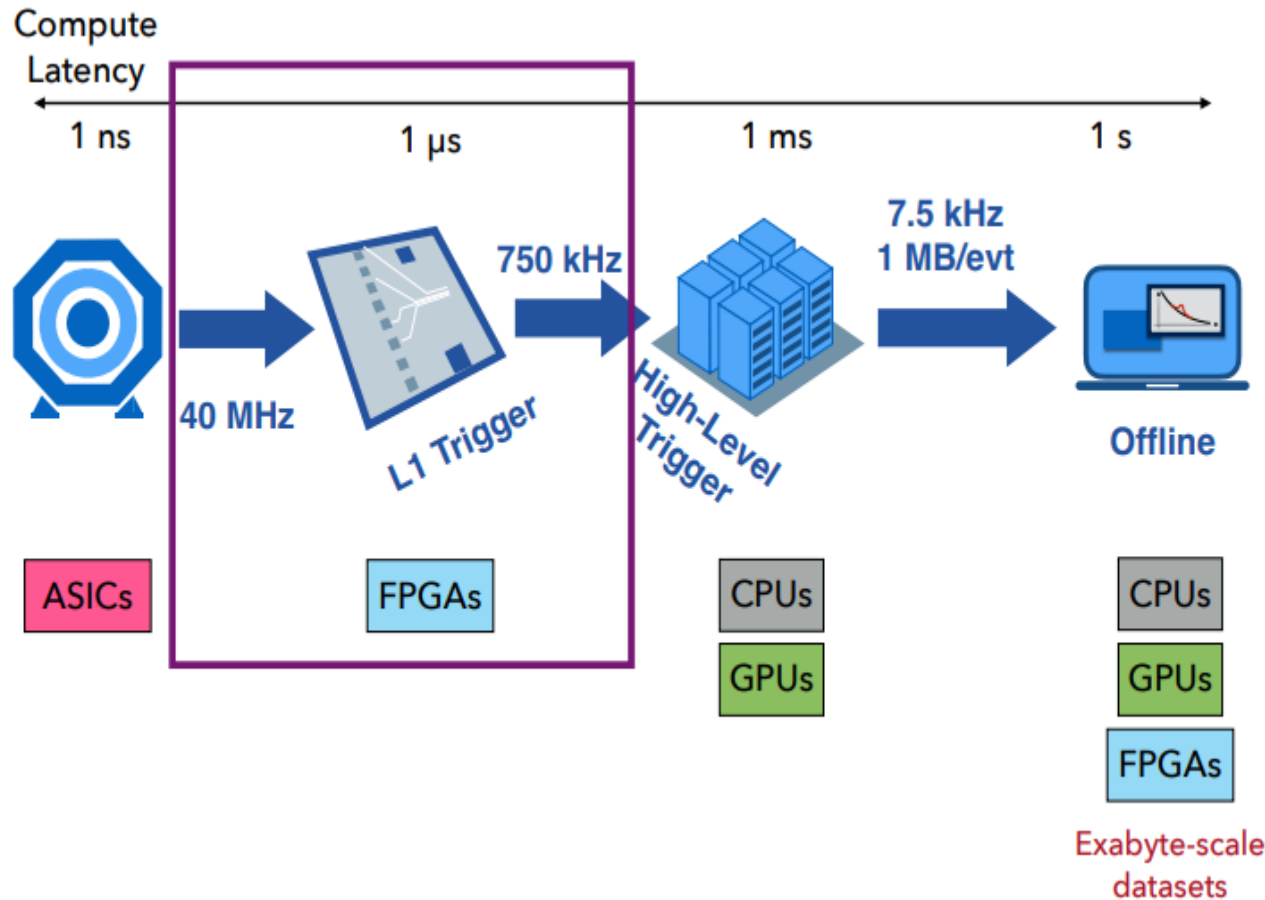 Compute
Latency
1 ns
1 μs
1 ms
1 s
40 MHz
L1 Trigger
750 kHz
High-Level
Trigger
7.5 kHz
1 MB/evt
Offline
ASICs
FPGAs
CPUs
GPUs
CPUs
GPUs
FPGAs
Exabyte-scale
datasets